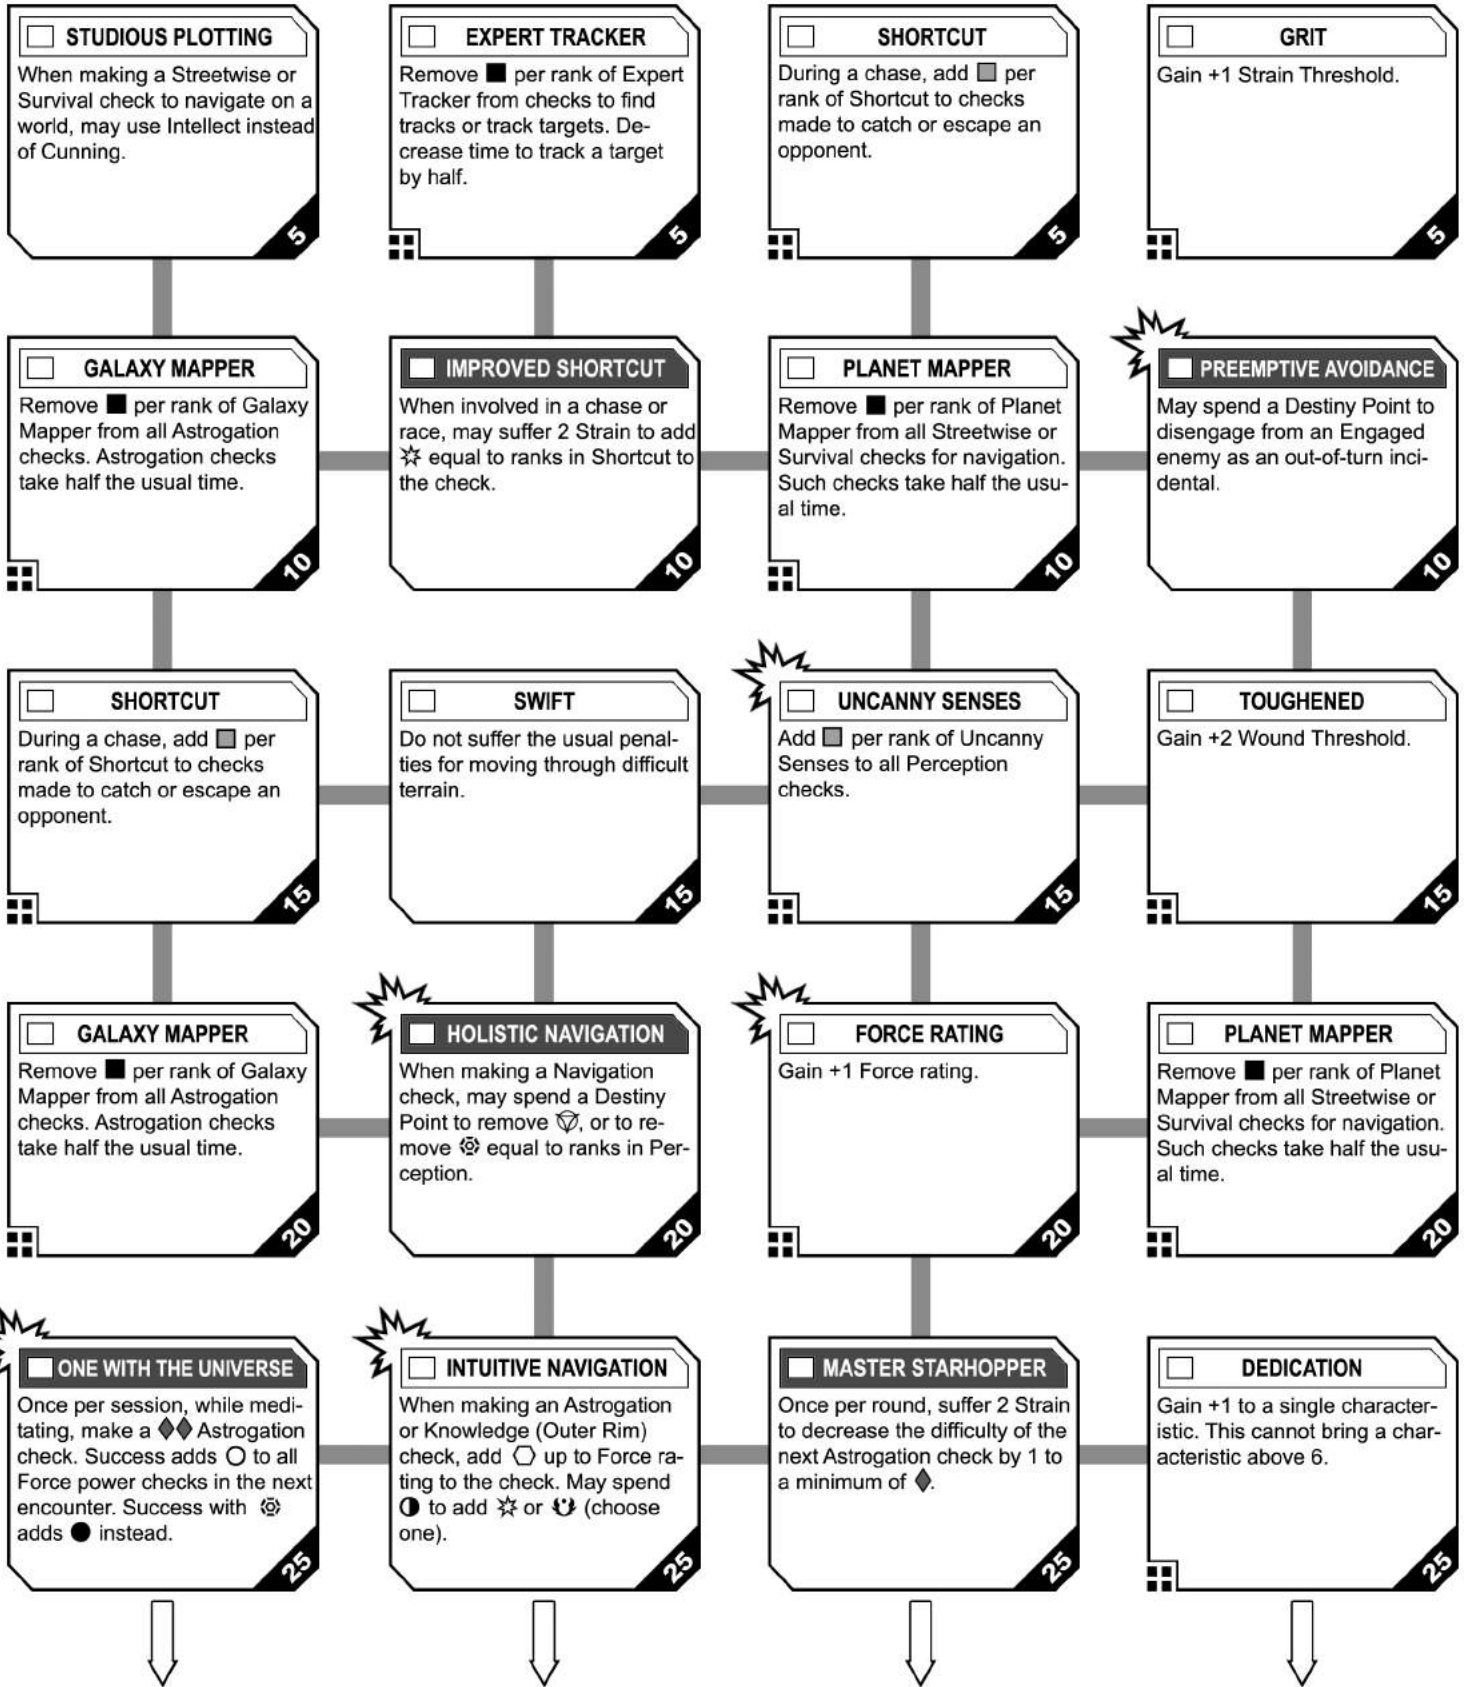 STUDIOUS PLOTTING
When making a Streetwise or
Survival check to navigate on a
world, may use Intellect instead
of Cunning.
5
EXPERT TRACKER
Remove per rank of Expert
Tracker from checks to find
tracks or track targets. De-
crease time to track a target
by half.
5
SHORTCUT
During a chase, add per
rank of Shortcut to checks
made to catch or escape an
opponent.
5
GRIT
Gain +1 Strain Threshold.
5
GALAXY MAPPER
Remove per rank of Galaxy
Mapper from all Astrogation
checks. Astrogation checks
take half the usual time.
10
IMPROVED SHORTCUT
When involved in a chase or
race, may suffer 2 Strain to add
equal to ranks in Shortcut to
the check.
10
PLANET MAPPER
Remove per rank of Planet
Mapper from all Streetwise or
Survival checks for navigation.
Such checks take half the usu-
al time.
10
PREEMPTIVE AVOIDANCE
May spend a Destiny Point to
disengage from an Engaged
enemy as an out-of-turn inci-
dental.
10
SHORTCUT
During a chase, add per
rank of Shortcut to checks
made to catch or escape an
opponent.
15
SWIFT
Do not suffer the usual penal-
ties for moving through difficult
terrain.
15
UNCANNY SENSES
Add per rank of Uncanny
Senses to all Perception
checks.
15
TOUGHENED
Gain +2 Wound Threshold.
15
GALAXY MAPPER
Remove per rank of Galaxy
Mapper from all Astrogation
checks. Astrogation checks
take half the usual time.
20
HOLISTIC NAVIGATION
When making a Navigation
check, may spend a Destiny
Point to remove , or to re-
move equal to ranks in Per-
ception.
20
FORCE RATING
Gain +1 Force rating.
20
PLANET MAPPER
Remove per rank of Planet
Mapper from all Streetwise or
Survival checks for navigation.
Such checks take half the usu-
al time.
20
ONE WITH THE UNIVERSE
Once per session, while medi-
tating, make a Astrogation
check. Success adds to all
Force power checks in the next
encounter. Success with
adds instead.
25
INTUITIVE NAVIGATION
When making an Astrogation
or Knowledge (Outer Rim)
check, add up to Force ra-
ting to the check. May spend
to add or (choose
one).
25
MASTER STARHOPPER
Once per round, suffer 2 Strain
to decrease the difficulty of the
next Astrogation check by 1 to
a minimum of .
25
DEDICATION
Gain +1 to a single character-
istic. This cannot bring a char-
acteristic above 6.
25